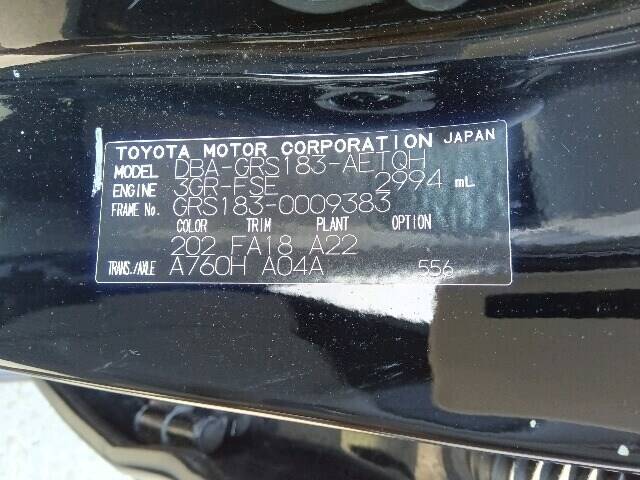 TOYOTA MOTOR CORPORATION JAPAN
MODEL DBA-GRS183-AETQH
ENGINE 3GR-FSE 2994 mL
FRAME No. GRS183-0009383
COLOR TRIM PLANT OPTION
202 FA18 A22
TRANS./AXLE A760H A04A 556